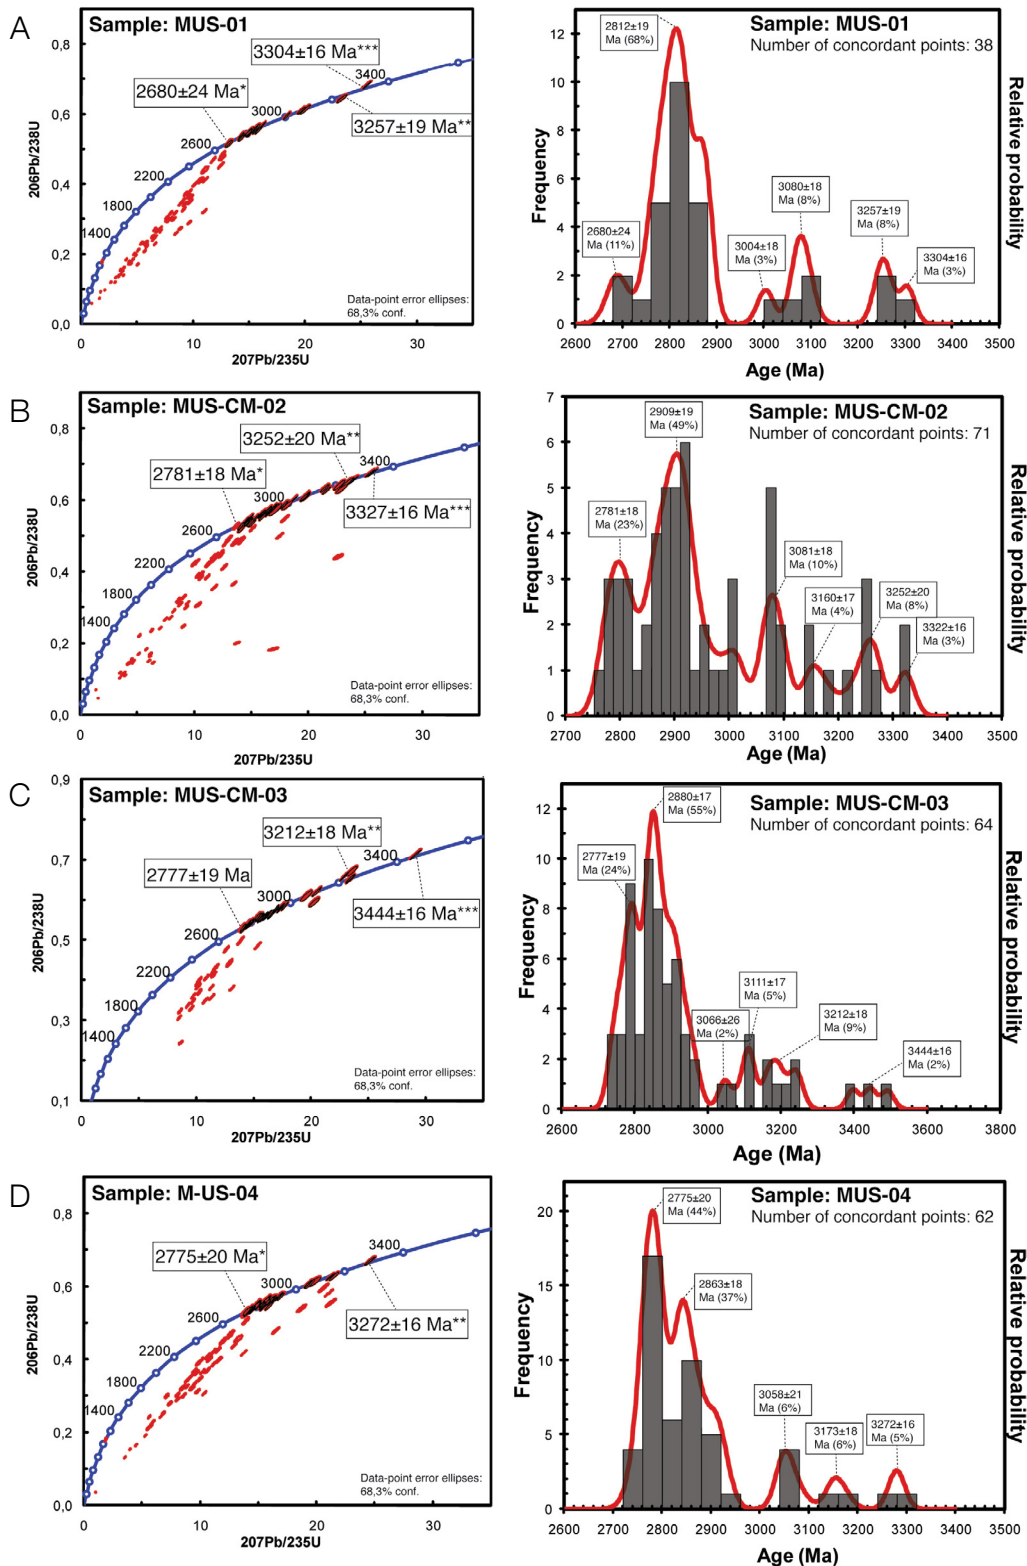 A
Sample: MUS-01
3304±16 Ma***
2680±24 Ma*
3257±19 Ma**
1400
1800
2200
2600
3000
3400
0,8
0,6
0,4
0,2
0,0
206Pb/238U
Data-point error ellipses:
68,3% conf.
0
10
20
30
207Pb/235U
Sample: MUS-01
Number of concordant points: 38
2812±19
Ma (68%)
2680±24
Ma (11%)
3004±18
Ma (3%)
3080±18
Ma (8%)
3257±19
Ma (8%)
3304±16
Ma (3%)
12
10
8
6
4
2
0
Frequency
Relative probability
2600 2700 2800 2900 3000 3100 3200 3300 3400 3500
Age (Ma)
B
Sample: MUS-CM-02
3252±20 Ma**
2781±18 Ma*
3327±16 Ma***
1400
1800
2200
2600
3000
3400
0,8
0,6
0,4
0,2
0,0
206Pb/238U
Data-point error ellipses:
68,3% conf.
0
10
20
30
207Pb/235U
Sample: MUS-CM-02
Number of concordant points: 71
2909±19
Ma (49%)
2781±18
Ma (23%)
3081±18
Ma (10%)
3160±17
Ma (4%)
3252±20
Ma (8%)
3322±16
Ma (3%)
7
6
5
4
3
2
1
0
Frequency
Relative probability
2700 2800 2900 3000 3100 3200 3300 3400 3500
Age (Ma)
C
Sample: MUS-CM-03
3212±18 Ma**
2777±19 Ma
3444±16 Ma***
1400
1800
2200
2600
3000
3400
0,9
0,7
0,5
0,3
0,1
206Pb/238U
Data-point error ellipses:
68,3% conf.
0
10
20
30
207Pb/235U
Sample: MUS-CM-03
Number of concordant points: 64
2880±17
Ma (55%)
2777±19
Ma (24%)
3066±26
Ma (2%)
3111±17
Ma (5%)
3212±18
Ma (9%)
3444±16
Ma (2%)
12
10
8
6
4
2
0
Frequency
Relative probability
2600 2800 3000 3200 3400 3600 3800
Age (Ma)
D
Sample: M-US-04
2775±20 Ma*
3272±16 Ma**
1400
1800
2200
2600
3000
3400
0,8
0,6
0,4
0,2
0,0
206Pb/238U
Data-point error ellipses:
68,3% conf.
0
10
20
30
207Pb/235U
Sample: MUS-04
Number of concordant points: 62
2775±20
Ma (44%)
2863±18
Ma (37%)
3058±21
Ma (6%)
3173±18
Ma (6%)
3272±16
Ma (5%)
20
15
10
5
0
Frequency
Relative probability
2600 2700 2800 2900 3000 3100 3200 3300 3400 3500
Age (Ma)